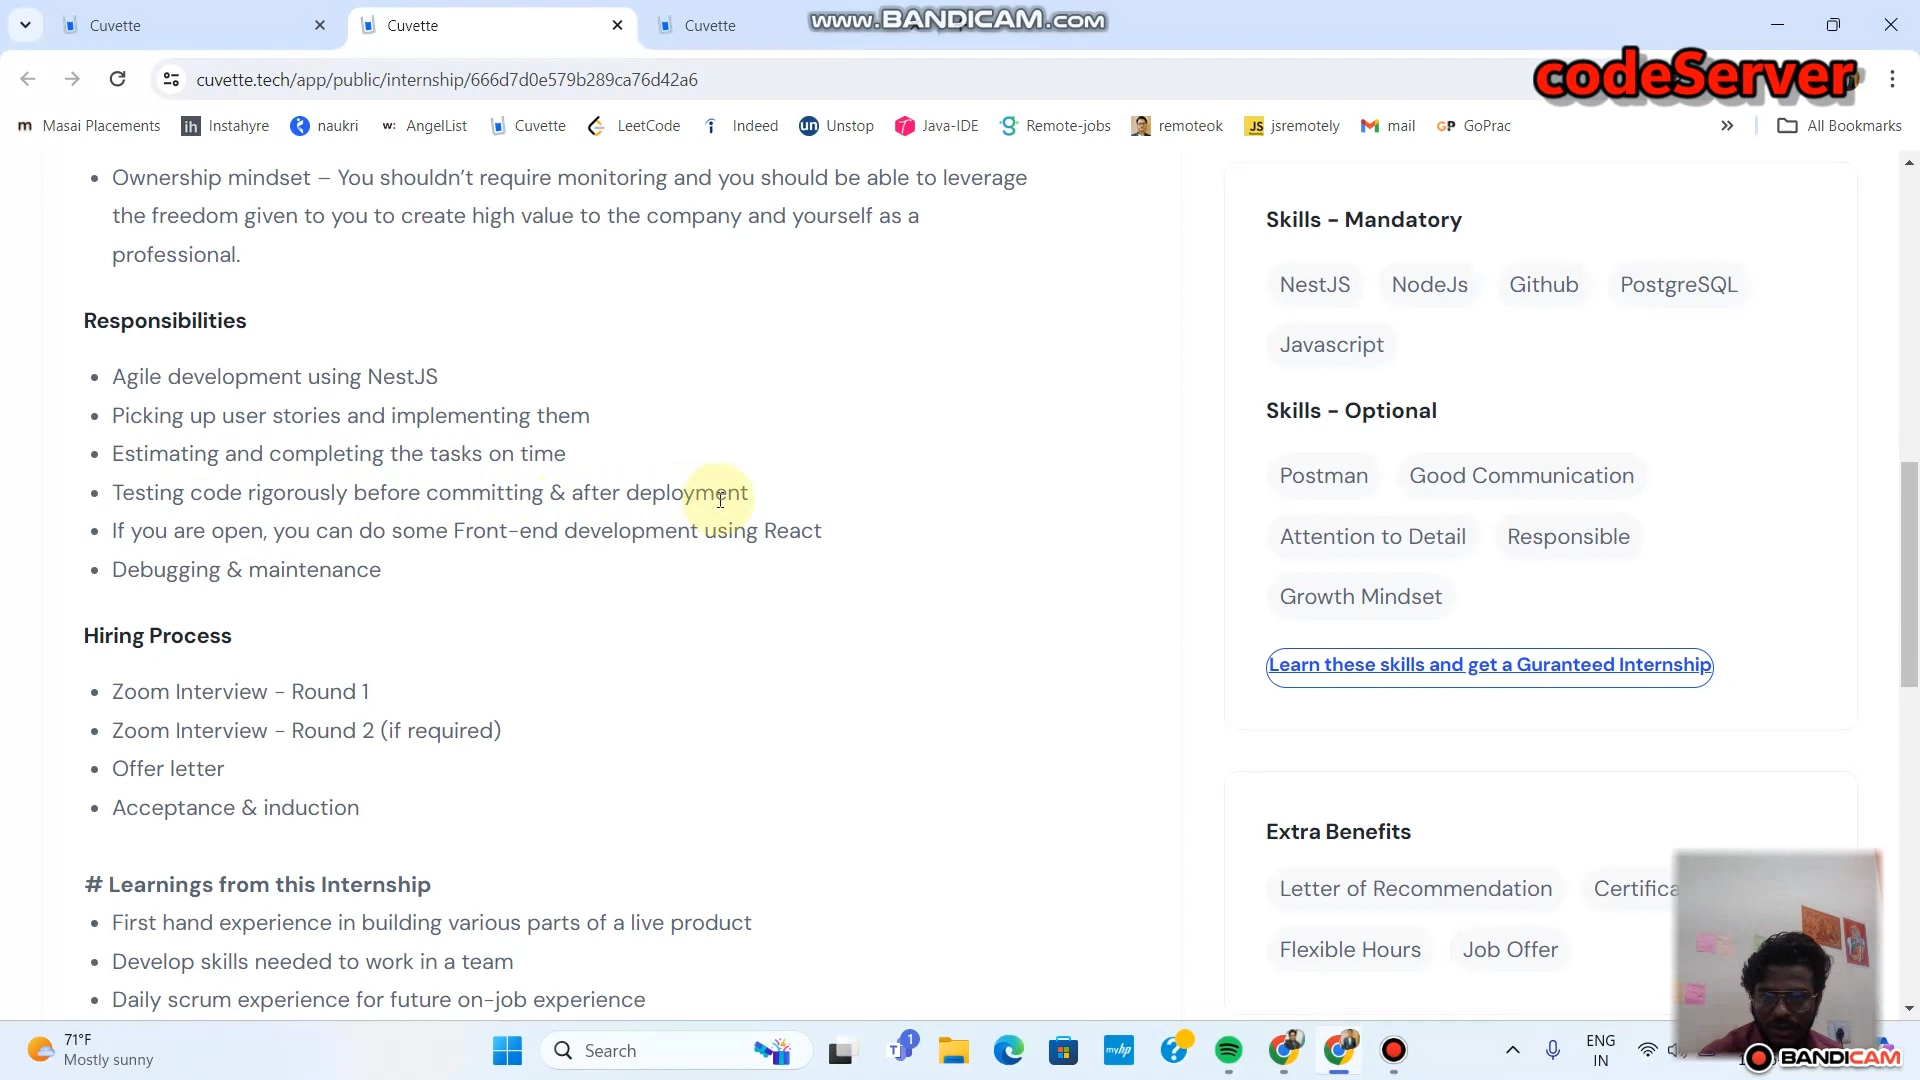 Cuvette
Cuvette
Cuvette
www.BANDICAM.com
cuvette.tech/app/public/internship/666d7d0e579b289ca76d42a6
codeServer
Masai Placements
Instahyre
naukri
AngelList
Cuvette
LeetCode
Indeed
Unstop
Java-IDE
Remote-jobs
remoteok
jsremotely
mail
GoPrac
All Bookmarks
• Ownership mindset – You shouldn't require monitoring and you should be able to leverage
the freedom given to you to create high value to the company and yourself as a
professional.
Responsibilities
• Agile development using NestJS
• Picking up user stories and implementing them
• Estimating and completing the tasks on time
• Testing code rigorously before committing & after deployment
• If you are open, you can do some Front-end development using React
• Debugging & maintenance
Hiring Process
• Zoom Interview - Round 1
• Zoom Interview - Round 2 (if required)
• Offer letter
• Acceptance & induction
# Learnings from this Internship
• First hand experience in building various parts of a live product
• Develop skills needed to work in a team
• Daily scrum experience for future on-job experience
Skills - Mandatory
NestJS NodeJs Github PostgreSQL
Javascript
Skills - Optional
Postman Good Communication
Attention to Detail Responsible
Growth Mindset
Learn these skills and get a Guranteed Internship
Extra Benefits
Letter of Recommendation Certifica
Flexible Hours Job Offer
71°F
Mostly sunny
Search
1
myhp
ENG
IN
BANDICAM